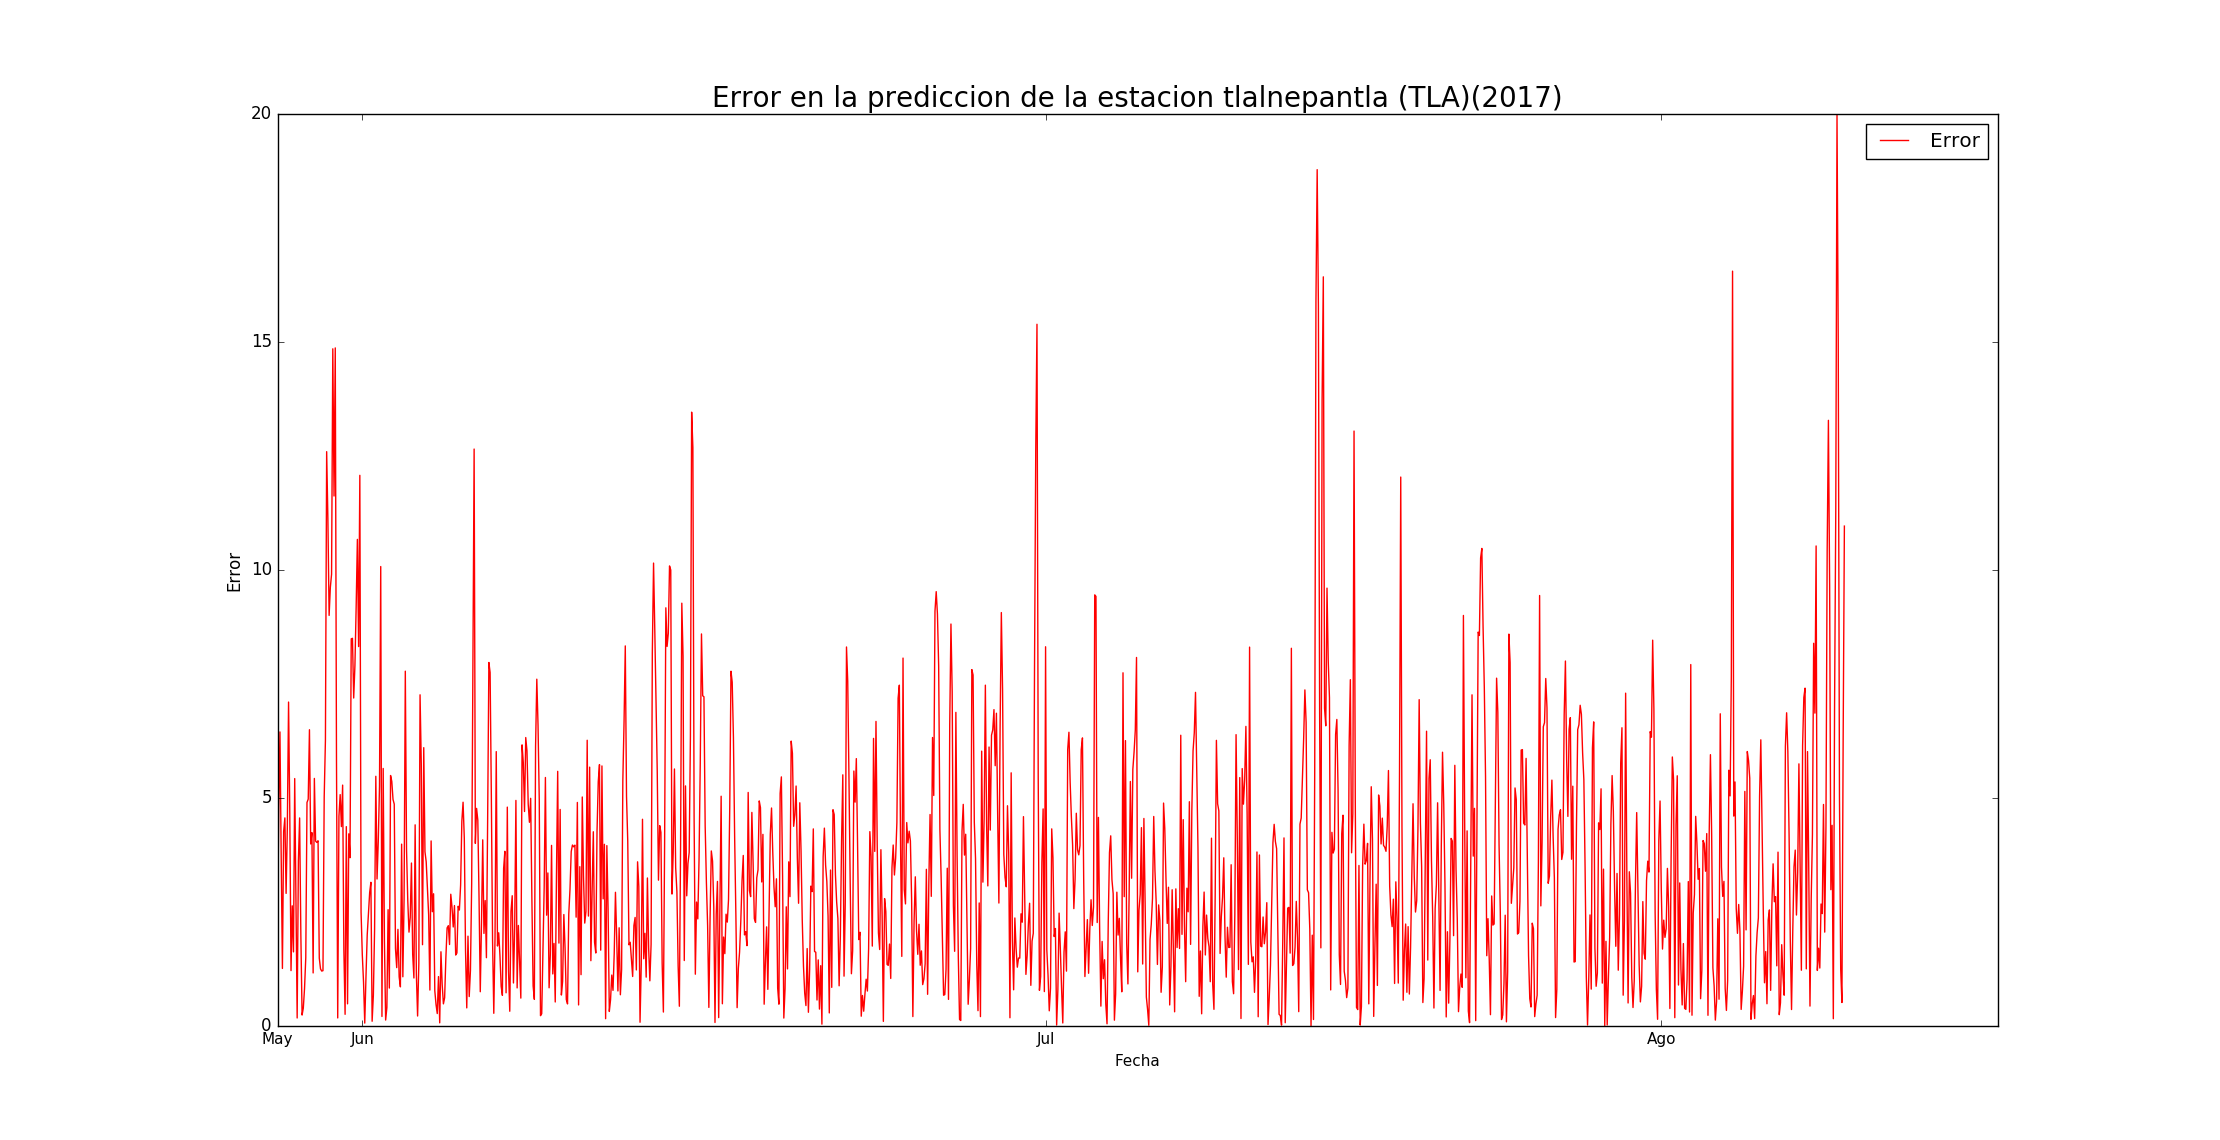 Error en la prediccion de la estacion tlalnepantla (TLA)(2017)
20
Error
15
10
Error
5
0
May Jun Jul Ago
Fecha